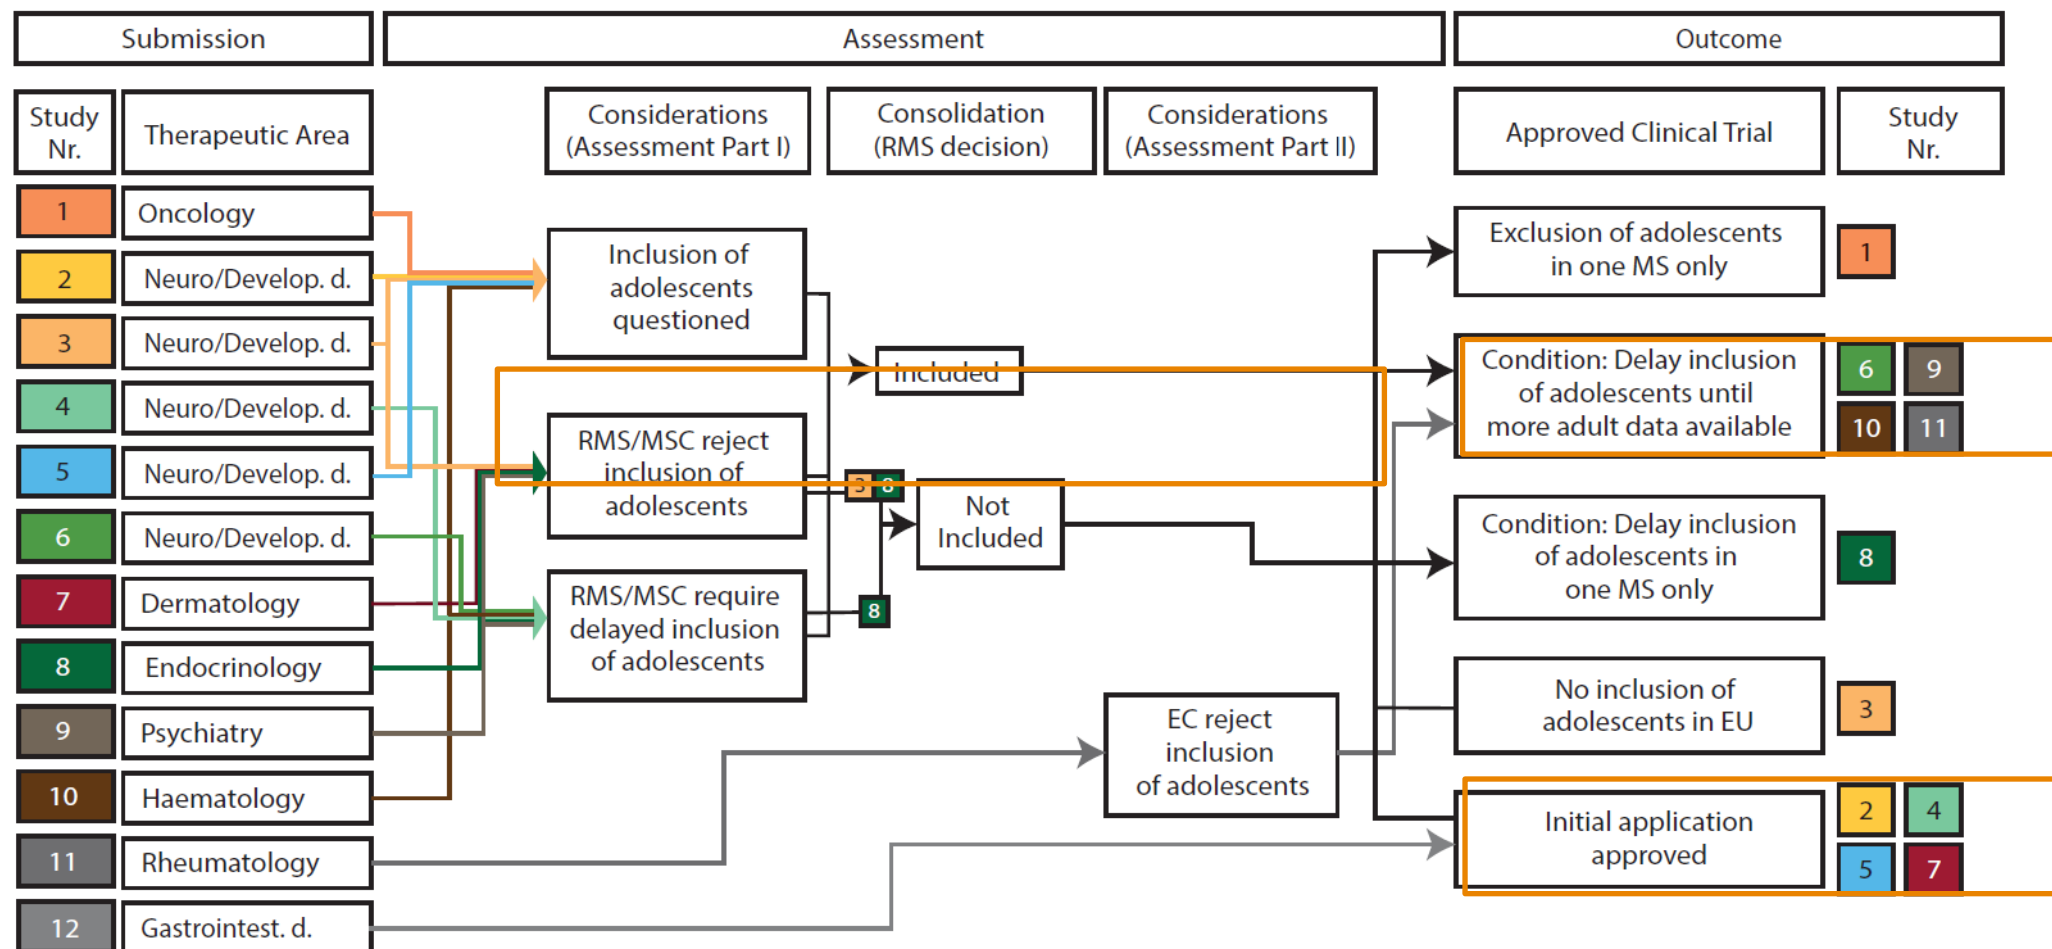 Submission
Assessment
Outcome
Study
Nr.
Therapeutic Area
Considerations
(Assessment Part I)
Consolidation
(RMS decision)
Considerations
(Assessment Part II)
Approved Clinical Trial
Study
Nr.
1
Oncology
2
Neuro/Develop. d.
3
Neuro/Develop. d.
4
Neuro/Develop. d.
5
Neuro/Develop. d.
6
Neuro/Develop. d.
7
Dermatology
8
Endocrinology
9
Psychiatry
10
Haematology
11
Rheumatology
12
Gastrointest. d.
Inclusion of
adolescents
questioned
RMS/MSC reject
inclusion of
adolescents
RMS/MSC require
delayed inclusion
of adolescents
Included
3 8
8
Not
Included
EC reject
inclusion
of adolescents
Exclusion of adolescents
in one MS only
1
Condition: Delay inclusion
of adolescents until
more adult data available
6 9
10 11
Condition: Delay inclusion
of adolescents in
one MS only
8
No inclusion of
adolescents in EU
3
Initial application
approved
2 4
5 7